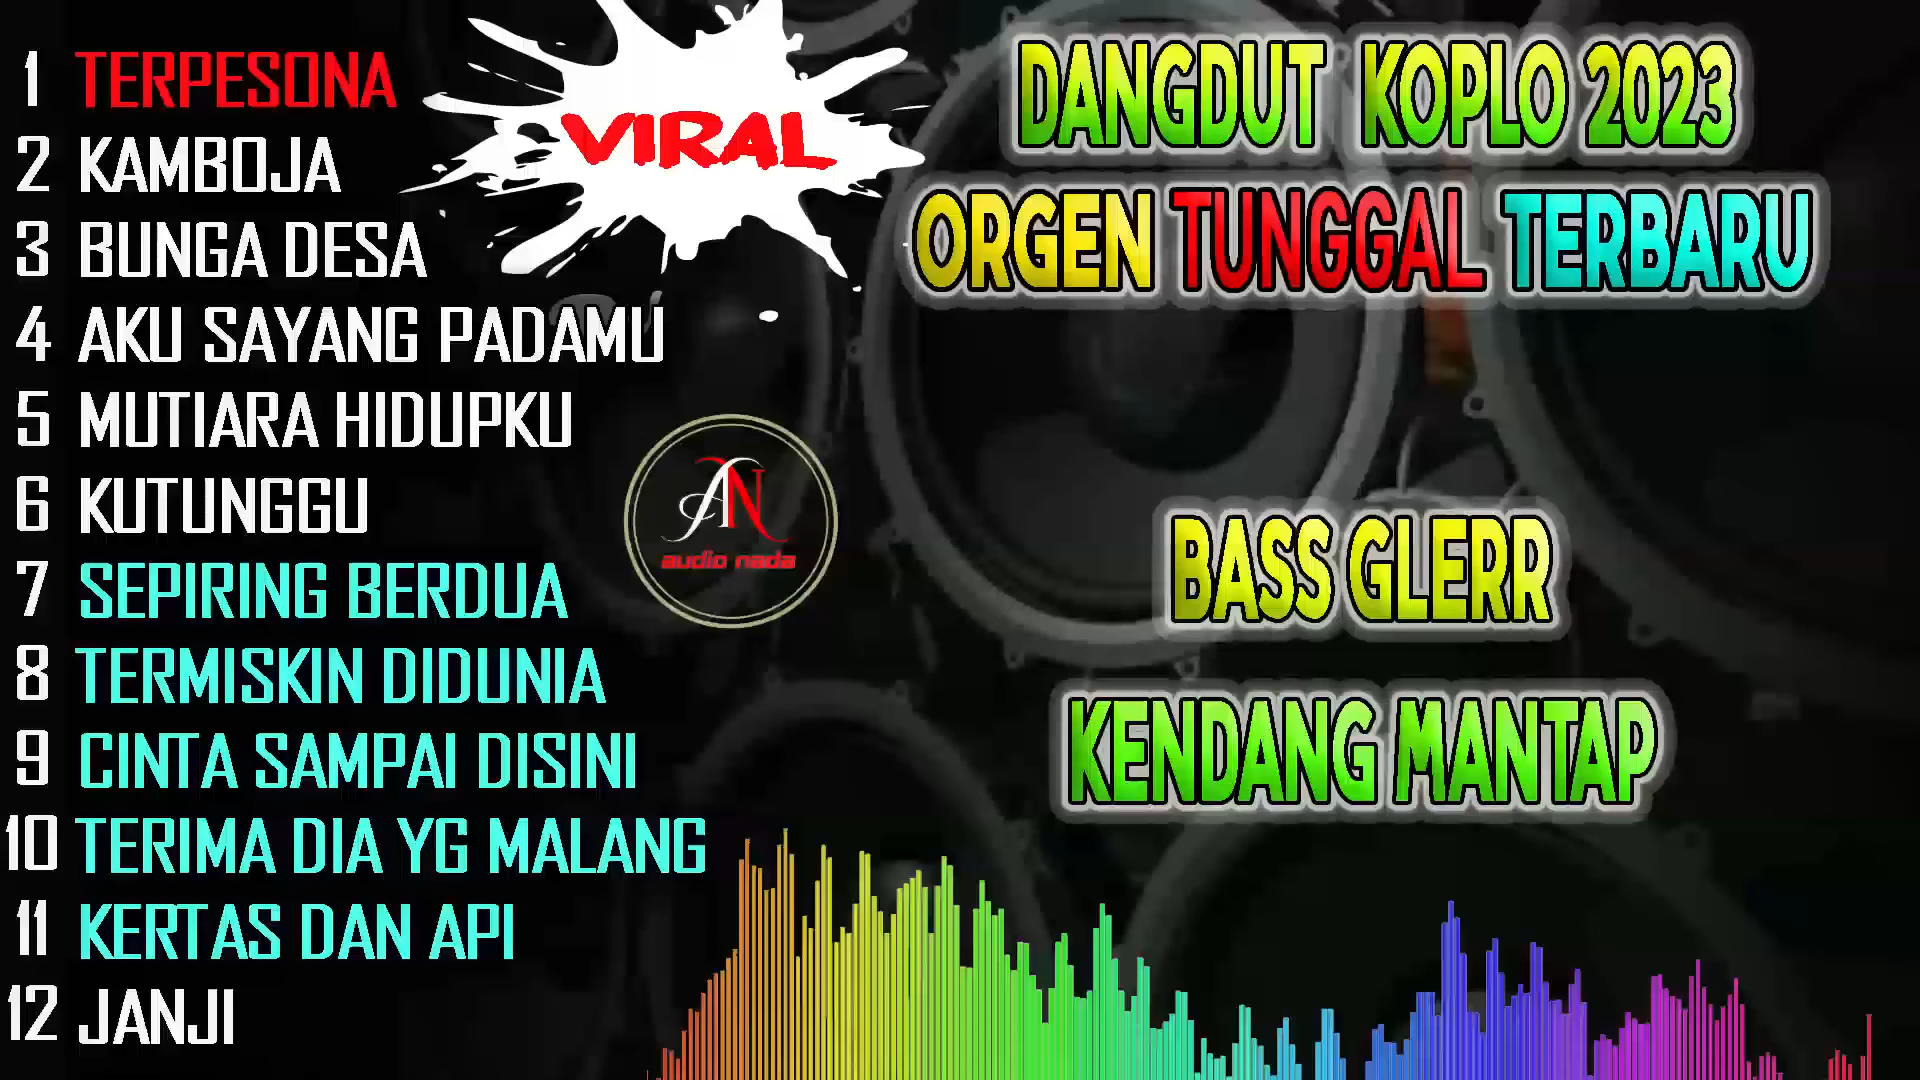 1 TERPESONA
2 KAMBOJA
3 BUNGA DESA
4 AKU SAYANG PADAMU
5 MUTIARA HIDUPKU
6 KUTUNGGU
7 SEPIRING BERDUA
8 TERMISKIN DIDUNIA
9 CINTA SAMPAI DISINI
10 TERIMA DIA YG MALANG
11 KERTAS DAN API
12 JANJI
VIRAL
AN
audio nada
DANGDUT KOPLO 2023
ORGEN TUNGGAL TERBARU
BASS GLERR
KENDANG MANTAP